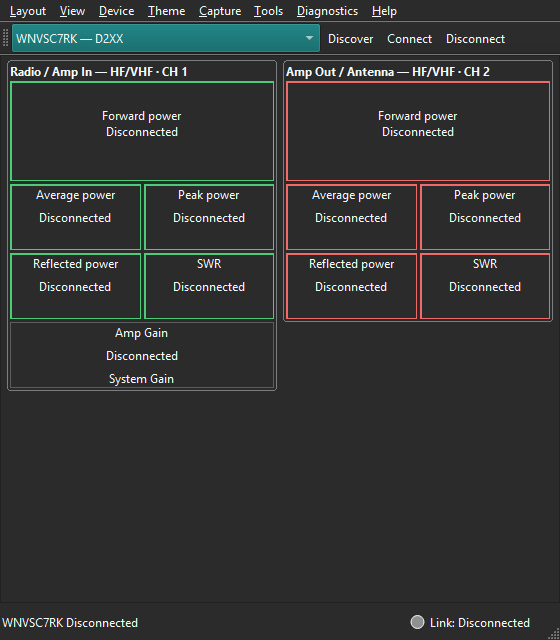 Layout View Device Theme Capture Tools Diagnostics Help
WNVSC7RK — D2XX Discover Connect Disconnect
Radio / Amp In — HF/VHF · CH 1
Forward power
Disconnected
Average power
Disconnected
Peak power
Disconnected
Reflected power
Disconnected
SWR
Disconnected
Amp Gain
Disconnected
System Gain
Amp Out / Antenna — HF/VHF · CH 2
Forward power
Disconnected
Average power
Disconnected
Peak power
Disconnected
Reflected power
Disconnected
SWR
Disconnected
WNVSC7RK Disconnected
Link: Disconnected